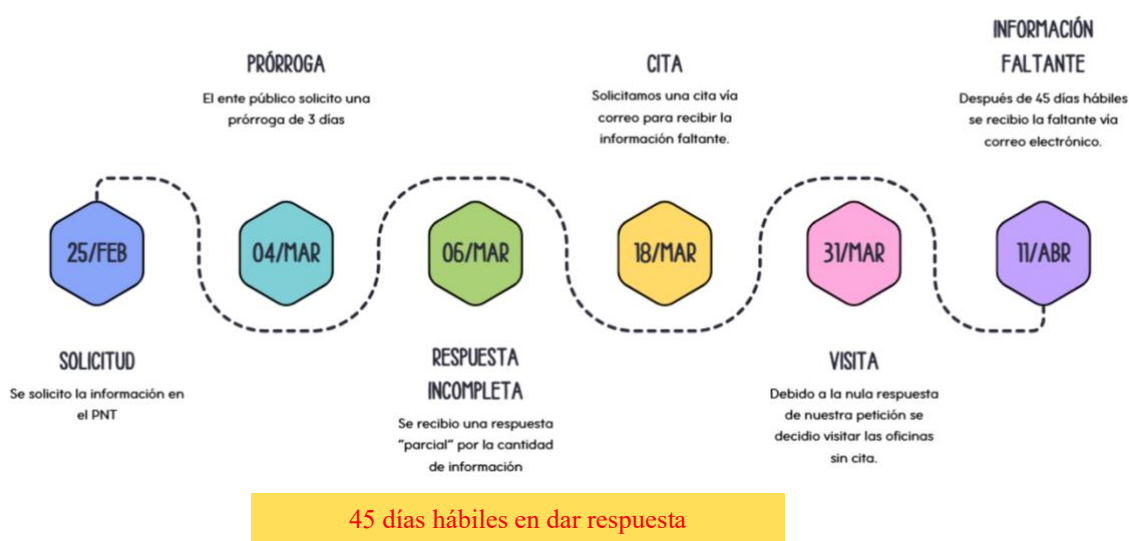 SOLICITUD
Se solicito la información en
el PNT
25/FEB
PRÓRROGA
El ente público solicito una
prórroga de 3 días
04/MAR
06/MAR
RESPUESTA
INCOMPLETA
Se recibio una respuesta
"parcial" por la cantidad
de información
CITA
Solicitamos una cita vía
correo para recibir la
información faltante.
18/MAR
31/MAR
VISITA
Debido a la nula respuesta
de nuestra petición se
decidio visitar las oficinas
sin cita.
INFORMACIÓN
FALTANTE
Después de 45 días hábiles
se recibio la faltante vía
correo electrónico.
11/ABR
45 días hábiles en dar respuesta